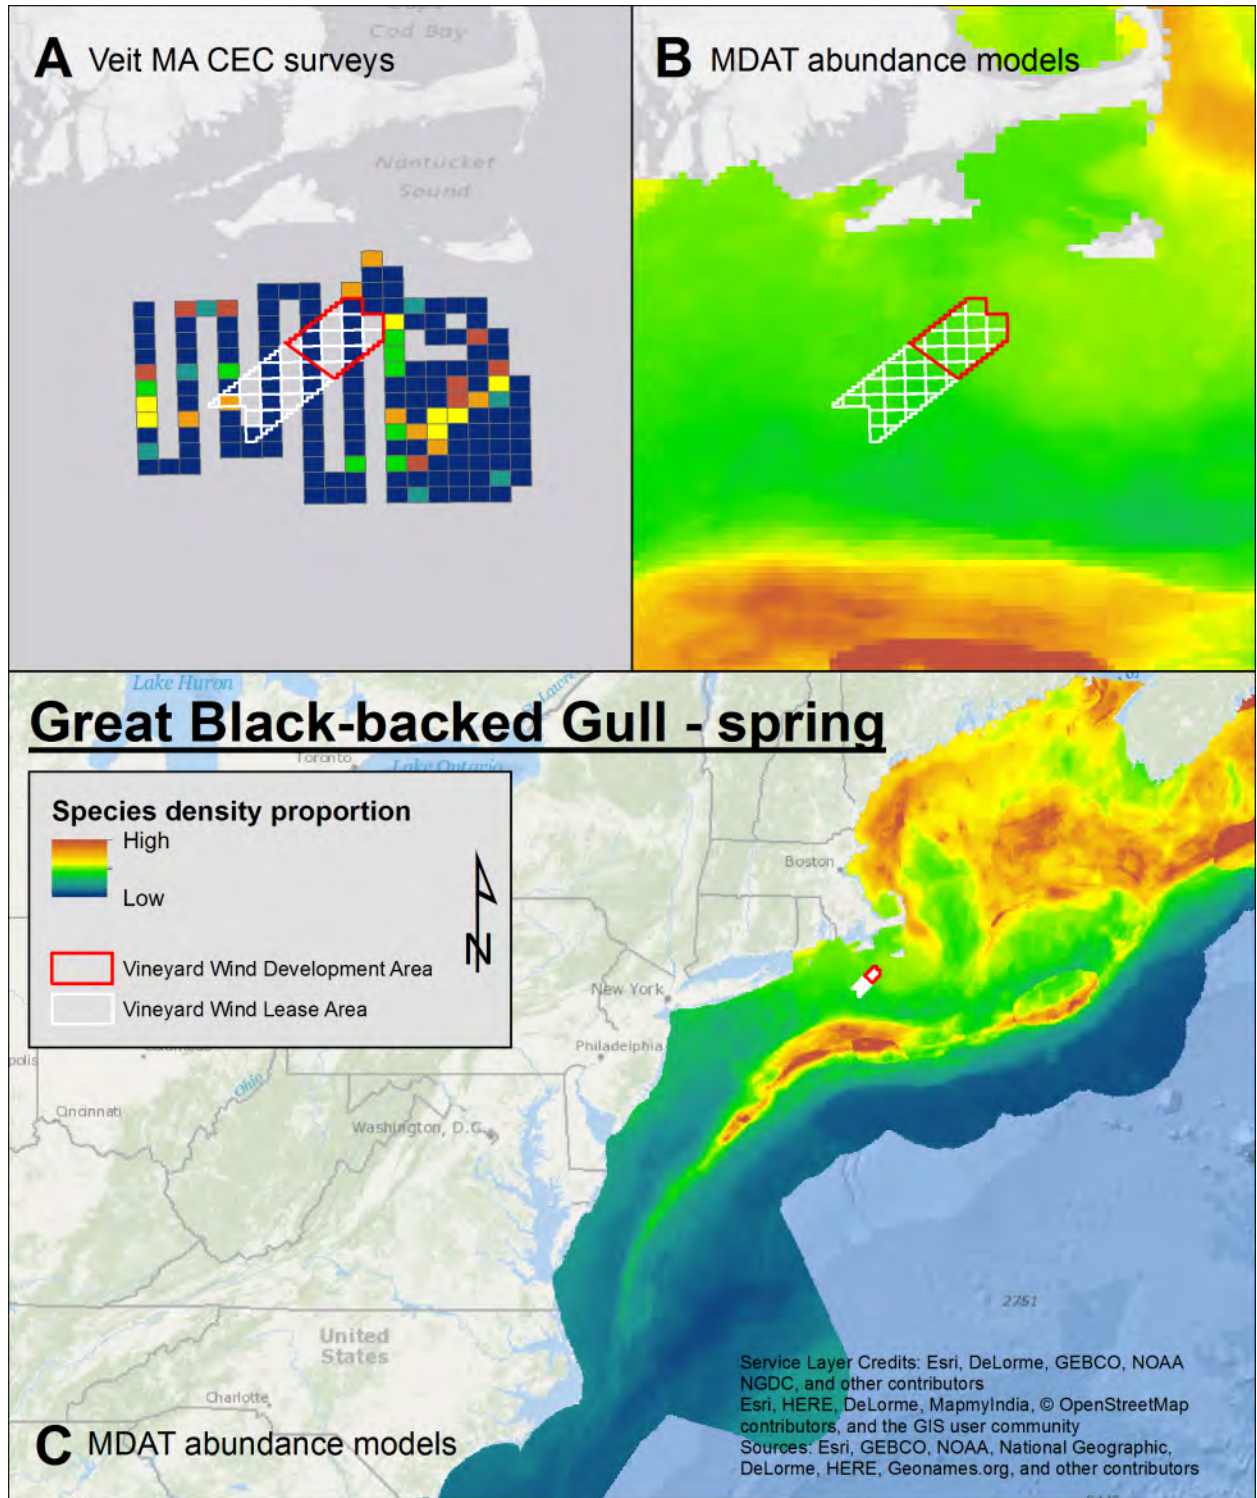 A Veit MA CEC surveys
Cod Bay
Nantucket
Sound
B MDAT abundance models
Lake Huron
Great Black-backed Gull - spring
Toronto
Lake Ontario
Species density proportion
High
Low
N
Vineyard Wind Development Area
Vineyard Wind Lease Area
Boston
New York
Philadelphia
Ohio
Cincinnati
Washington, D.C.
2751
United
States
Charlotte
Service Layer Credits: Esri, DeLorme, GEBCO, NOAA
NGDC, and other contributors
Esri, HERE, DeLorme, MapmyIndia, © OpenStreetMap
contributors, and the GIS user community
Sources: Esri, GEBCO, NOAA, National Geographic,
DeLorme, HERE, Geonames.org, and other contributors
C MDAT abundance models